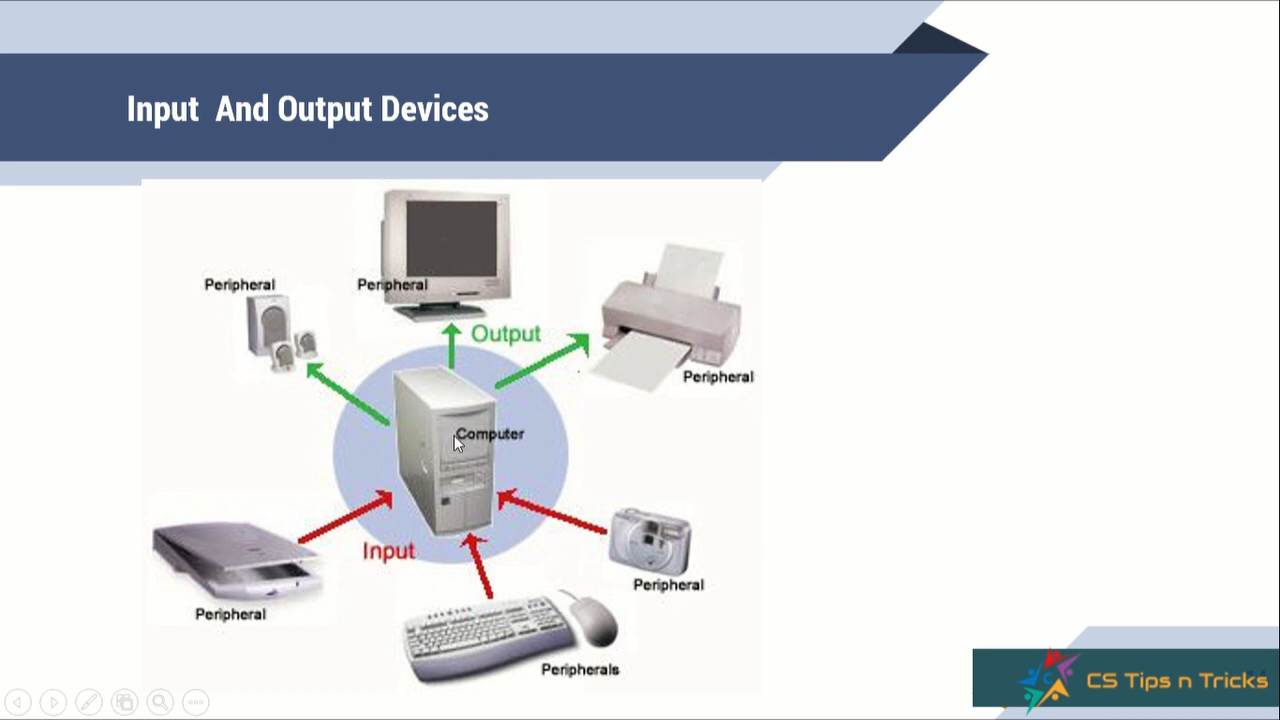 Input  And Output Devices
Peripheral
Peripheral
Output
Peripheral
Computer
Input
Peripheral
Peripheral
Peripherals
CS Tips n Tricks